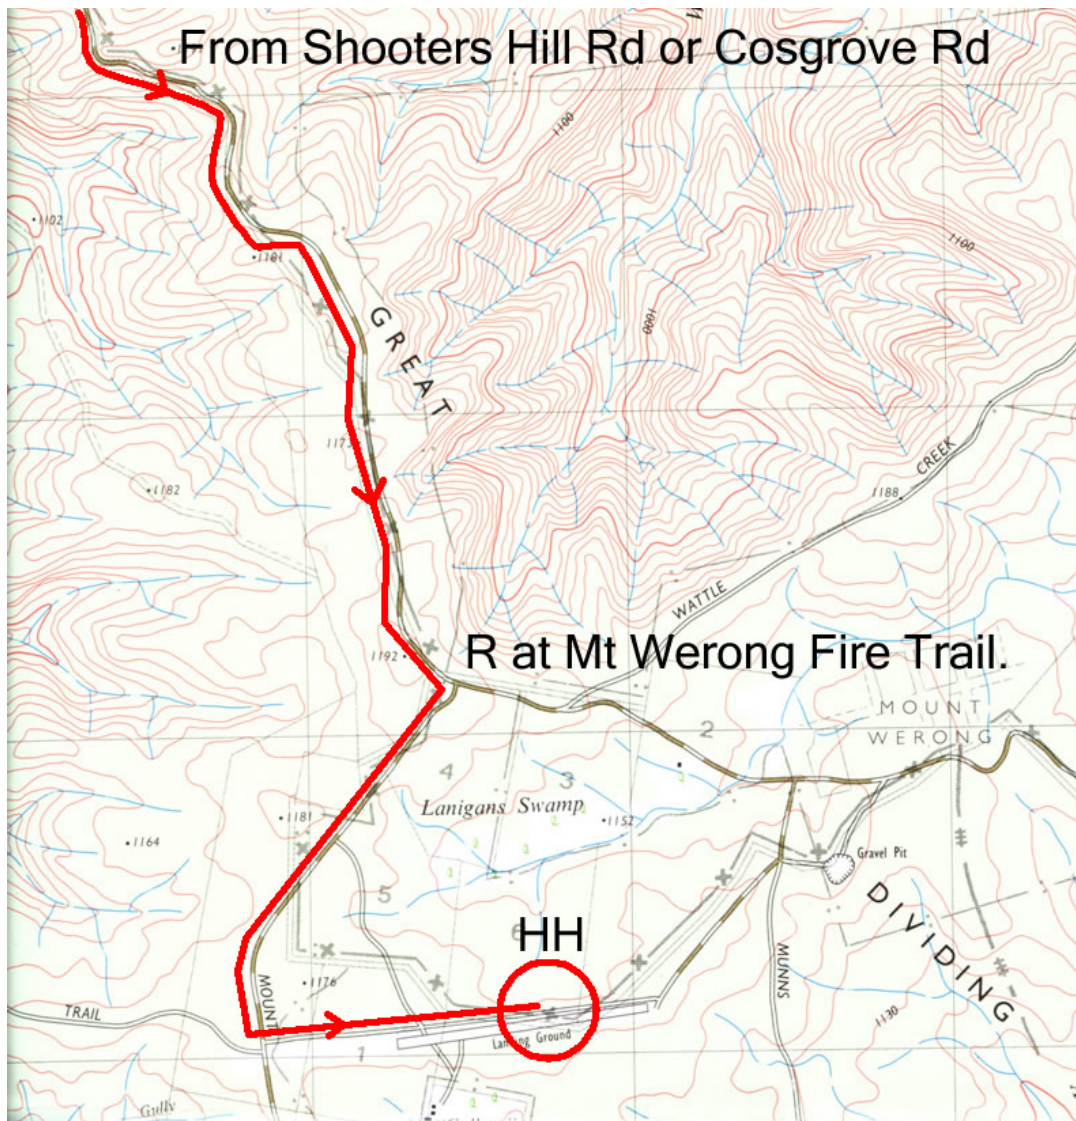 From Shooters Hill Rd or Cosgrove Rd
1100
1102
1181
1100
1000
GREAT
1173
1182
CREEK
1188
WATTLE
1192
R at Mt Werong Fire Trail.
MOUNT
WERONG
2
4
3
Lanigans Swamp
1152
1181
1164
Gravel Pit
5
DIVIDING
6
HH
MOUNT
1176
MUNNS
TRAIL
1130
Landing Ground
1
Gully